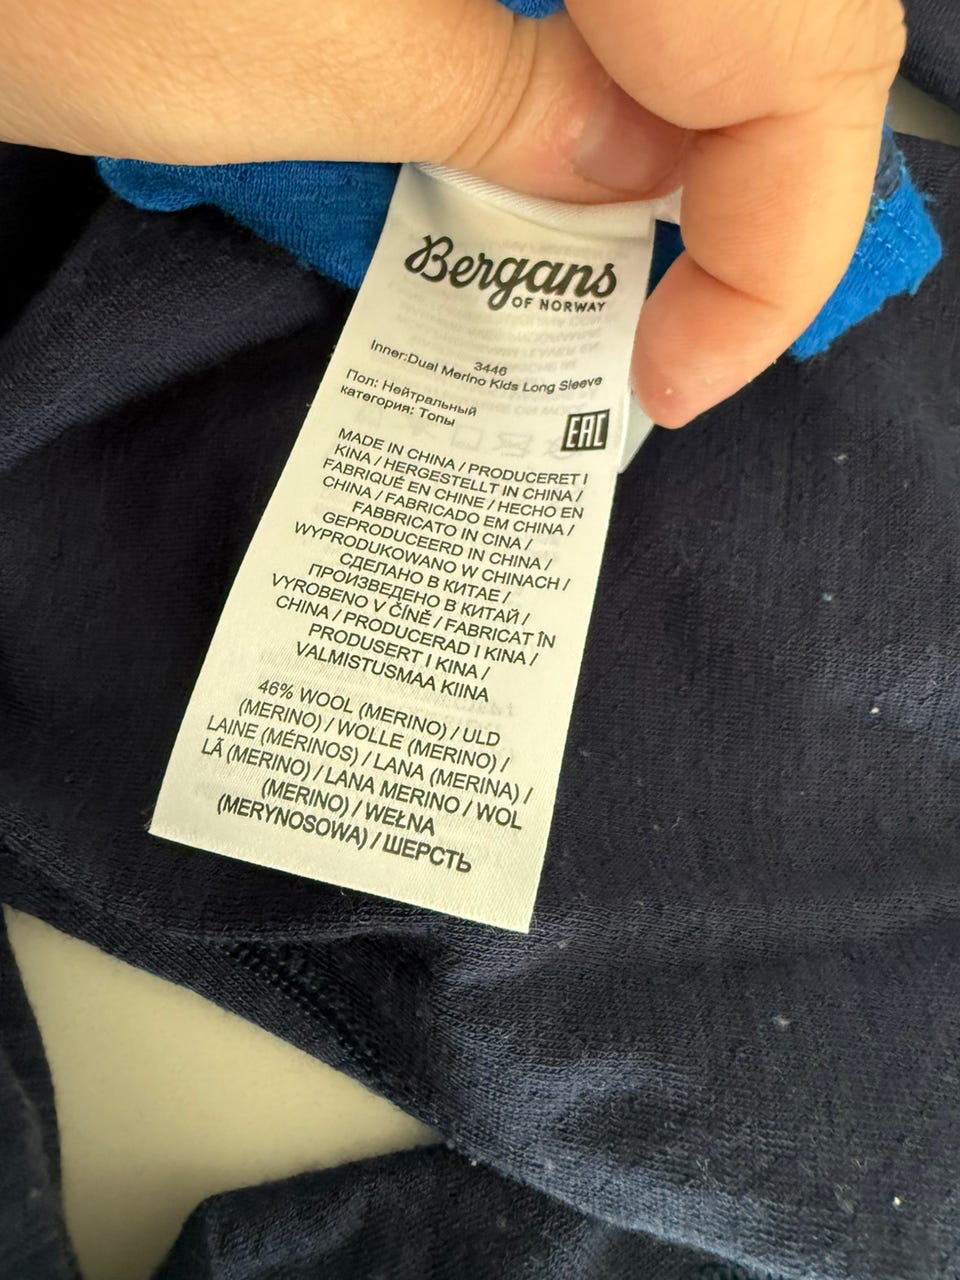 Bergans
OF NORWAY
3446
Inner:Dual Merino Kids Long Sleeve
Пол: Нейтральный
категория: Топы
EAC
MADE IN CHINA / PRODUCERET I
KINA / HERGESTELLT IN CHINA /
FABRIQUÉ EN CHINE / HECHO EN
CHINA / FABRICADO EM CHINA /
FABBRICATO IN CINA /
GEPRODUCEERD IN CHINA /
WYPRODUKOWANO W CHINACH /
СДЕЛАНО В КИТАЕ /
ПРОИЗВЕДЕНО В КИТАЙ /
VYROBENO V ČÍNĚ / FABRICAT ÎN
CHINA / PRODUCERAD I KINA /
PRODUSERT I KINA /
VALMISTUSMAA KIINA
46% WOOL (MERINO) / ULD
(MERINO) / WOLLE (MERINO) /
LAINE (MÉRINOS) / LANA (MERINA) /
LÃ (MERINO) / LANA MERINO / WOL
(MERINO) / WEŁNA
(MERYNOSOWA) / ШЕРСТЬ